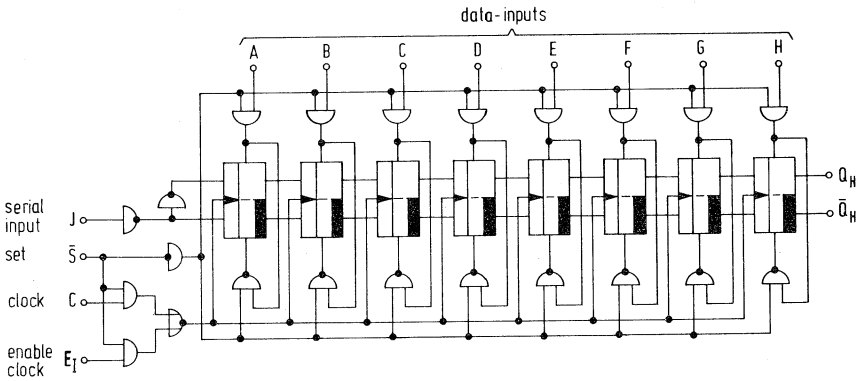 data-inputs
A B C D E F G H
Q_H
Q̅_H
serial input J
set S̅
clock C
enable clock E_I